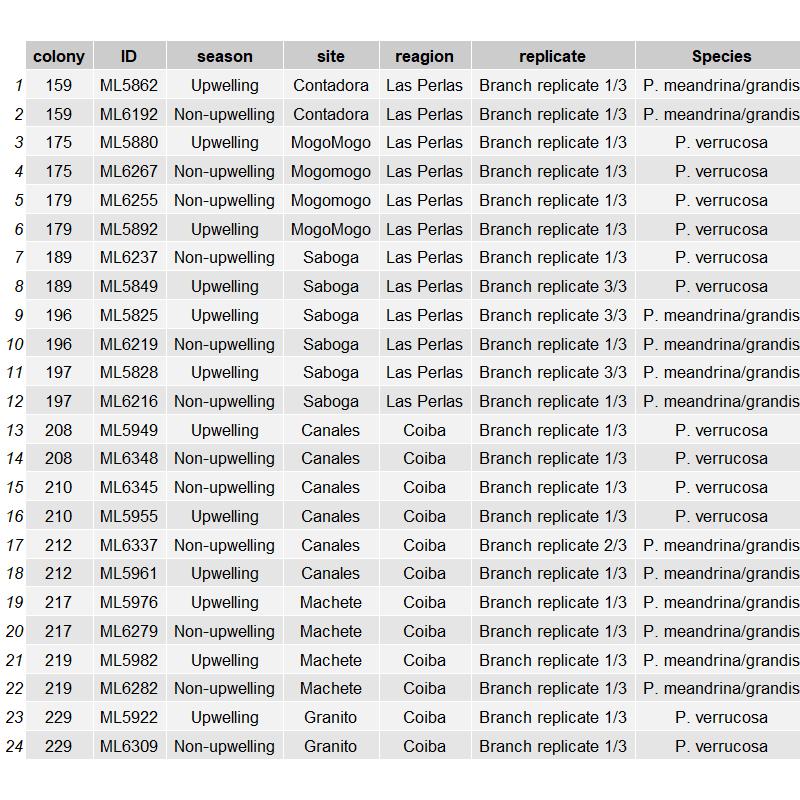 colony ID season site reagion replicate Species
1 159 ML5862 Upwelling Contadora Las Perlas Branch replicate 1/3 P. meandrina/grandis
2 159 ML6192 Non-upwelling Contadora Las Perlas Branch replicate 1/3 P. meandrina/grandis
3 175 ML5880 Upwelling MogoMogo Las Perlas Branch replicate 1/3 P. verrucosa
4 175 ML6267 Non-upwelling Mogomogo Las Perlas Branch replicate 1/3 P. verrucosa
5 179 ML6255 Non-upwelling Mogomogo Las Perlas Branch replicate 1/3 P. verrucosa
6 179 ML5892 Upwelling MogoMogo Las Perlas Branch replicate 1/3 P. verrucosa
7 189 ML6237 Non-upwelling Saboga Las Perlas Branch replicate 1/3 P. verrucosa
8 189 ML5849 Upwelling Saboga Las Perlas Branch replicate 3/3 P. verrucosa
9 196 ML5825 Upwelling Saboga Las Perlas Branch replicate 3/3 P. meandrina/grandis
10 196 ML6219 Non-upwelling Saboga Las Perlas Branch replicate 1/3 P. meandrina/grandis
11 197 ML5828 Upwelling Saboga Las Perlas Branch replicate 3/3 P. meandrina/grandis
12 197 ML6216 Non-upwelling Saboga Las Perlas Branch replicate 1/3 P. meandrina/grandis
13 208 ML5949 Upwelling Canales Coiba Branch replicate 1/3 P. verrucosa
14 208 ML6348 Non-upwelling Canales Coiba Branch replicate 1/3 P. verrucosa
15 210 ML6345 Non-upwelling Canales Coiba Branch replicate 1/3 P. verrucosa
16 210 ML5955 Upwelling Canales Coiba Branch replicate 1/3 P. verrucosa
17 212 ML6337 Non-upwelling Canales Coiba Branch replicate 2/3 P. meandrina/grandis
18 212 ML5961 Upwelling Canales Coiba Branch replicate 1/3 P. meandrina/grandis
19 217 ML5976 Upwelling Machete Coiba Branch replicate 1/3 P. meandrina/grandis
20 217 ML6279 Non-upwelling Machete Coiba Branch replicate 1/3 P. meandrina/grandis
21 219 ML5982 Upwelling Machete Coiba Branch replicate 1/3 P. meandrina/grandis
22 219 ML6282 Non-upwelling Machete Coiba Branch replicate 1/3 P. meandrina/grandis
23 229 ML5922 Upwelling Granito Coiba Branch replicate 1/3 P. verrucosa
24 229 ML6309 Non-upwelling Granito Coiba Branch replicate 1/3 P. verrucosa